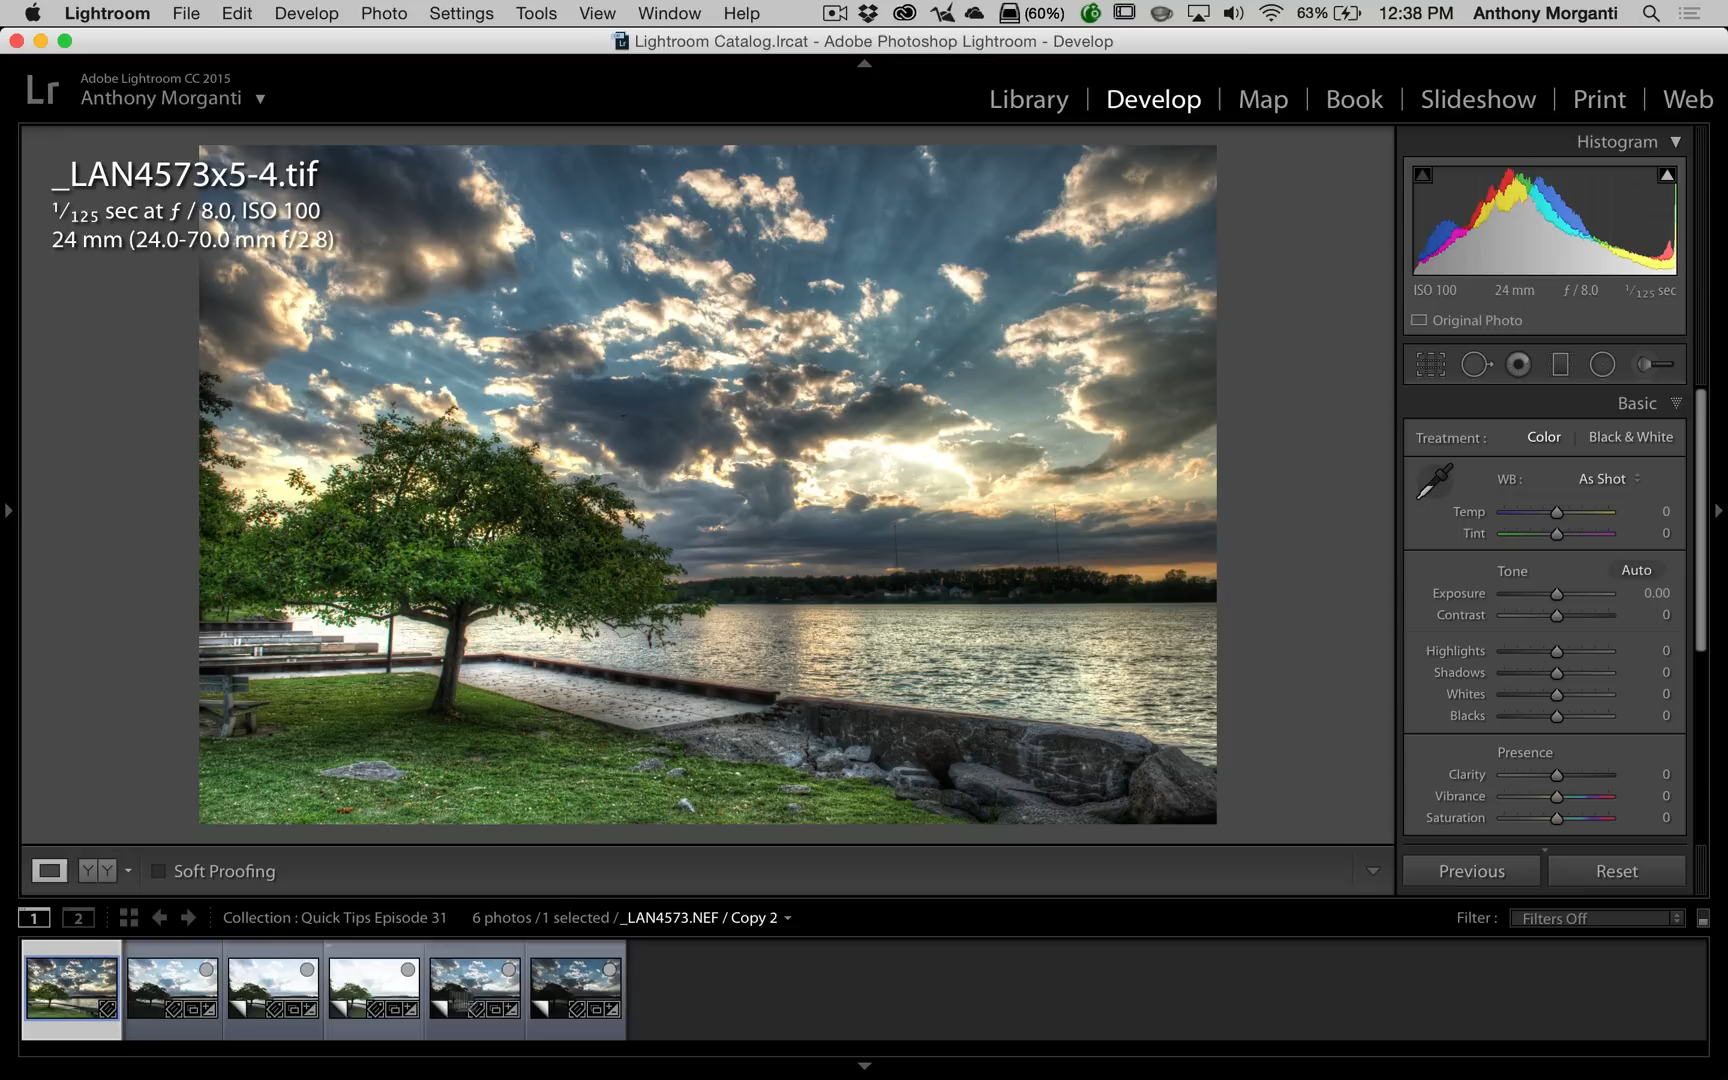 Lightroom File Edit Develop Photo Settings Tools View Window Help (60%) 63% 12:38 PM Anthony Morganti
Lightroom Catalog.lrcat - Adobe Photoshop Lightroom - Develop
Lr
Adobe Lightroom CC 2015
Anthony Morganti
Library | Develop | Map | Book | Slideshow | Print | Web
_LAN4573x5-4.tif
1/125 sec at ƒ / 8.0, ISO 100
24 mm (24.0-70.0 mm f/2.8)
Histogram
ISO 100 24 mm ƒ / 8.0 1/125 sec
Original Photo
Basic
Treatment : Color | Black & White
WB : As Shot
Temp 0
Tint 0
Tone Auto
Exposure 0.00
Contrast 0
Highlights 0
Shadows 0
Whites 0
Blacks 0
Presence
Clarity 0
Vibrance 0
Saturation 0
Y Y Soft Proofing
Previous Reset
1 2 Collection : Quick Tips Episode 31 6 photos /1 selected /_LAN4573.NEF / Copy 2 Filter : Filters Off